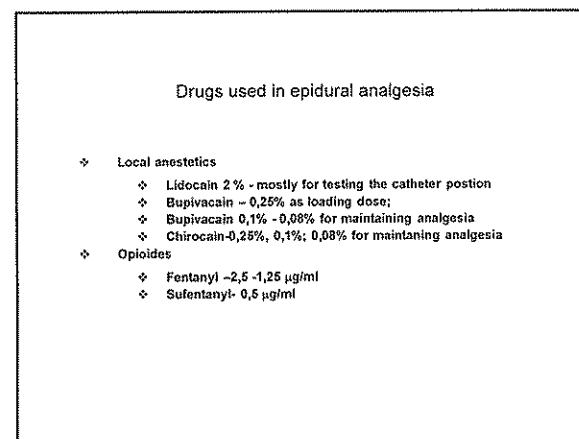 Drugs used in epidural analgesia
❖ Local anestetics
❖ Lidocain 2 % - mostly for testing the catheter postion
❖ Bupivacain – 0,25% as loading dose;
❖ Bupivacain 0,1% - 0,08% for maintaining analgesia
❖ Chirocain-0,25%, 0,1%; 0,08% for maintaning analgesia
❖ Opioides
❖ Fentanyl –2,5 -1,25 µg/ml
❖ Sufentanyl- 0,5 µg/ml